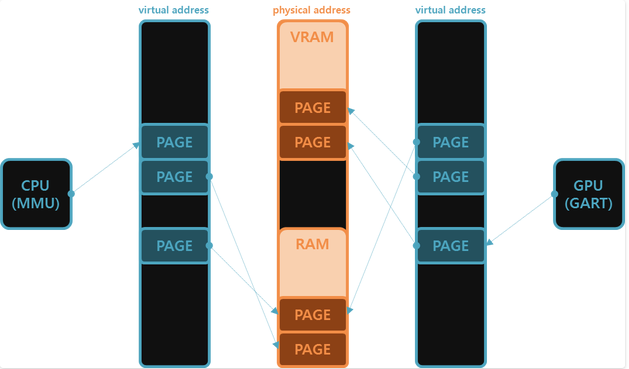 virtual address
physical address
virtual address
VRAM
PAGE
PAGE
PAGE
PAGE
PAGE
PAGE
CPU
(MMU)
GPU
(GART)
PAGE
RAM
PAGE
PAGE
PAGE